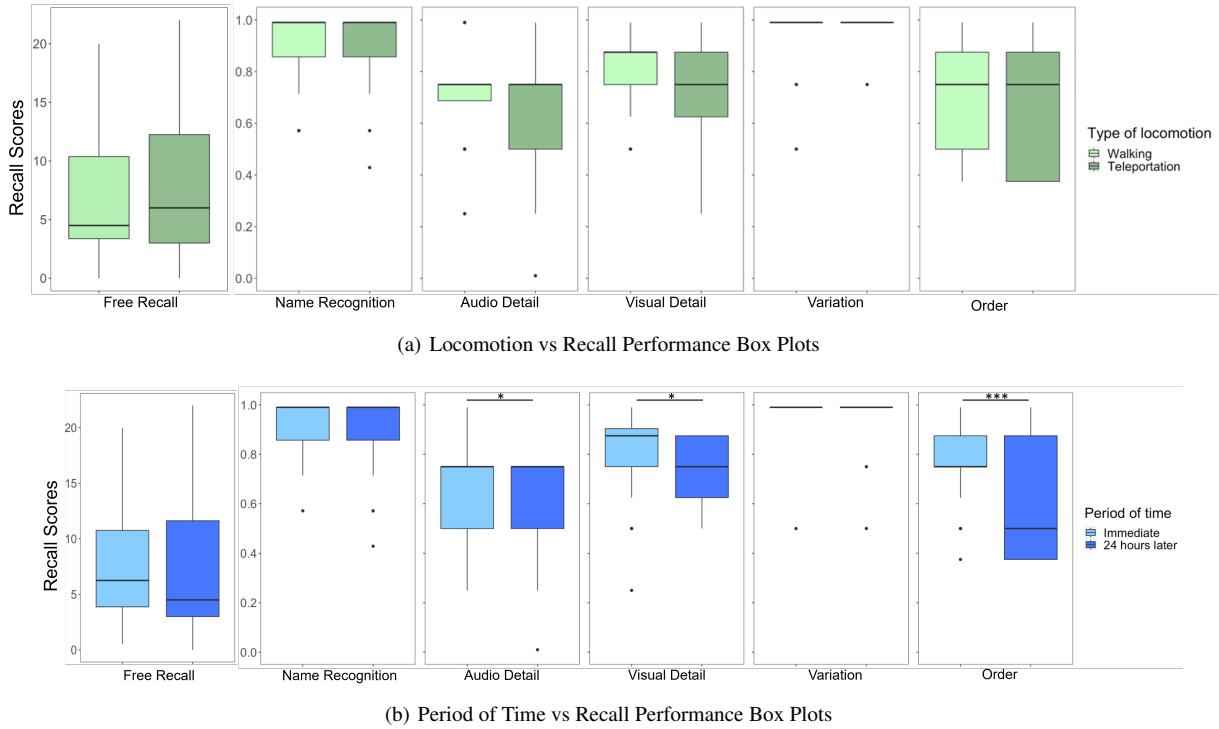 Recall Scores
20
15
10
5
0
1.0
0.8
0.6
0.4
0.2
0.0
Free Recall
Name Recognition
Audio Detail
Visual Detail
Variation
Order
Type of locomotion
Walking
Teleportation
(a) Locomotion vs Recall Performance Box Plots
Recall Scores
20
15
10
5
0
1.0
0.8
0.6
0.4
0.2
0.0
*
*
***
Free Recall
Name Recognition
Audio Detail
Visual Detail
Variation
Order
Period of time
Immediate
24 hours later
(b) Period of Time vs Recall Performance Box Plots